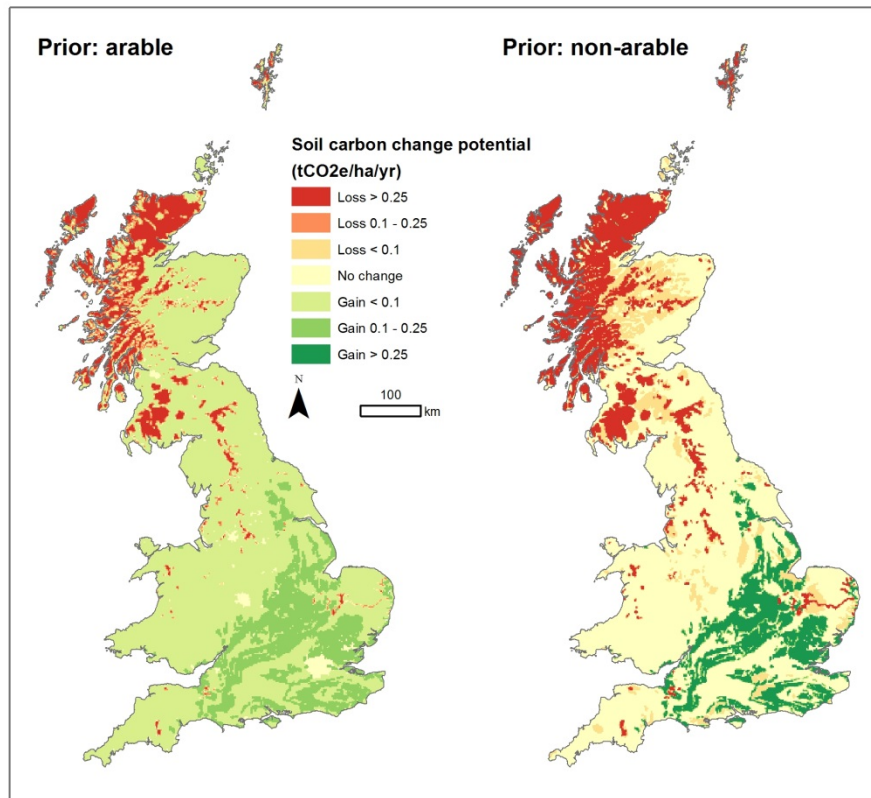 Prior: arable
Prior: non-arable
Soil carbon change potential
(tCO2e/ha/yr)
Loss > 0.25
Loss 0.1 - 0.25
Loss < 0.1
No change
Gain < 0.1
Gain 0.1 - 0.25
Gain > 0.25
N
100
km